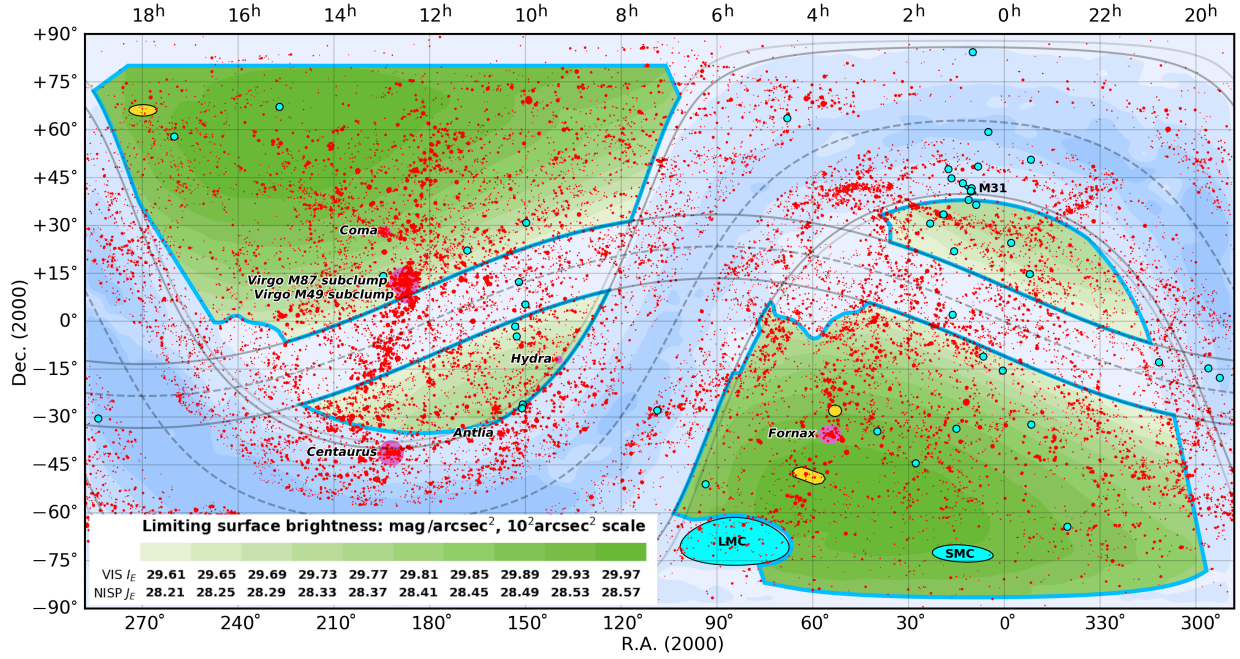 18ʰ 16ʰ 14ʰ 12ʰ 10ʰ 8ʰ 6ʰ 4ʰ 2ʰ 0ʰ 22ʰ 20ʰ
+90°
+75°
+60°
+45°
M31
+30°
Coma
+15°
Virgo M87 subclump
Virgo M49 subclump
0°
Dec. (2000)
−15°
Hydra
−30°
Antlia
Fornax
−45°
Centaurus
−60°
Limiting surface brightness: mag/arcsec², 10²arcsec² scale
LMC
SMC
−75°
VIS I_E 29.61 29.65 29.69 29.73 29.77 29.81 29.85 29.89 29.93 29.97
NISP J_E 28.21 28.25 28.29 28.33 28.37 28.41 28.45 28.49 28.53 28.57
−90°
270° 240° 210° 180° 150° 120° 90° 60° 30° 0° 330° 300°
R.A. (2000)